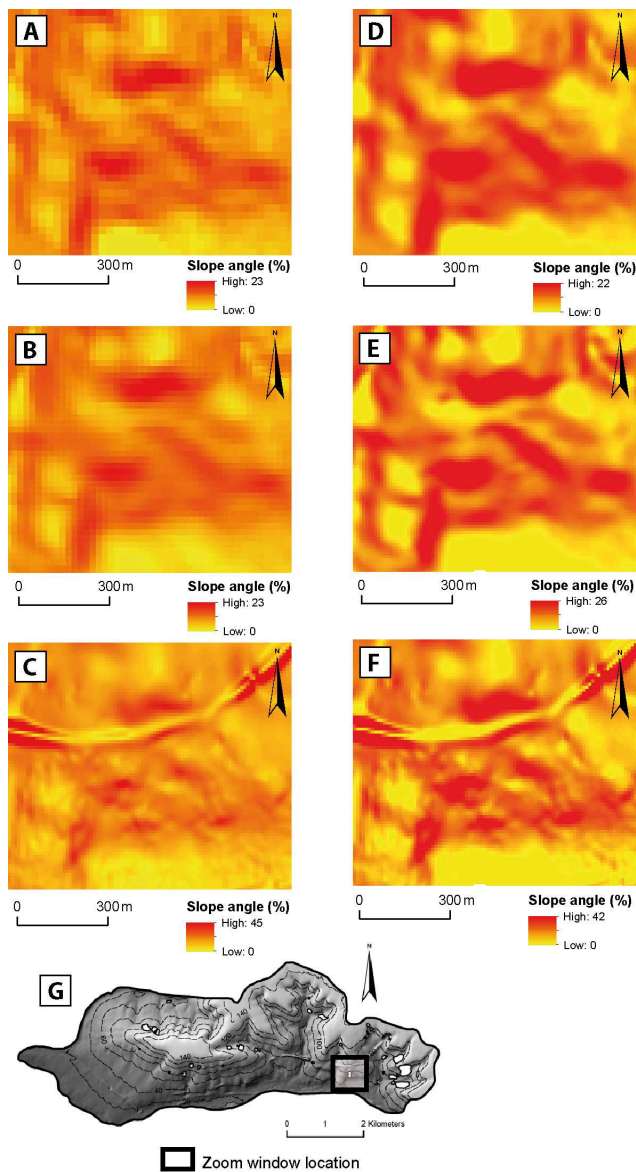 A
N
D
N
0 300 m
Slope angle (%)
High: 23
Low: 0
0 300 m
Slope angle (%)
High: 22
Low: 0
B
N
E
N
0 300 m
Slope angle (%)
High: 23
Low: 0
0 300 m
Slope angle (%)
High: 26
Low: 0
C
N
F
N
0 300 m
Slope angle (%)
High: 45
Low: 0
0 300 m
Slope angle (%)
High: 42
Low: 0
G
N
140
140
100
60
40
0 1 2 Kilometers
Zoom window location